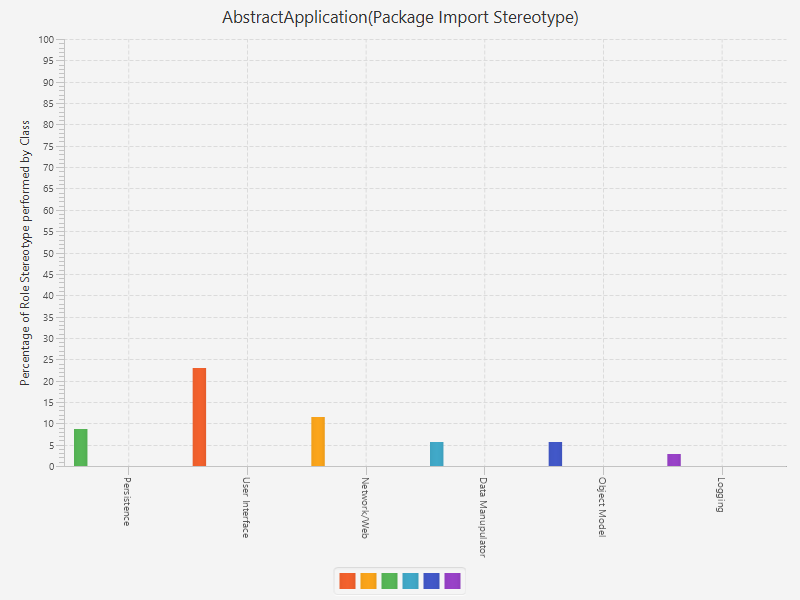 AbstractApplication(Package Import Stereotype)
Percentage of Role Stereotype performed by Class
100
95
90
85
80
75
70
65
60
55
50
45
40
35
30
25
20
15
10
5
0
Persistence
User Interface
Network/Web
Data Manupulator
Object Model
Logging